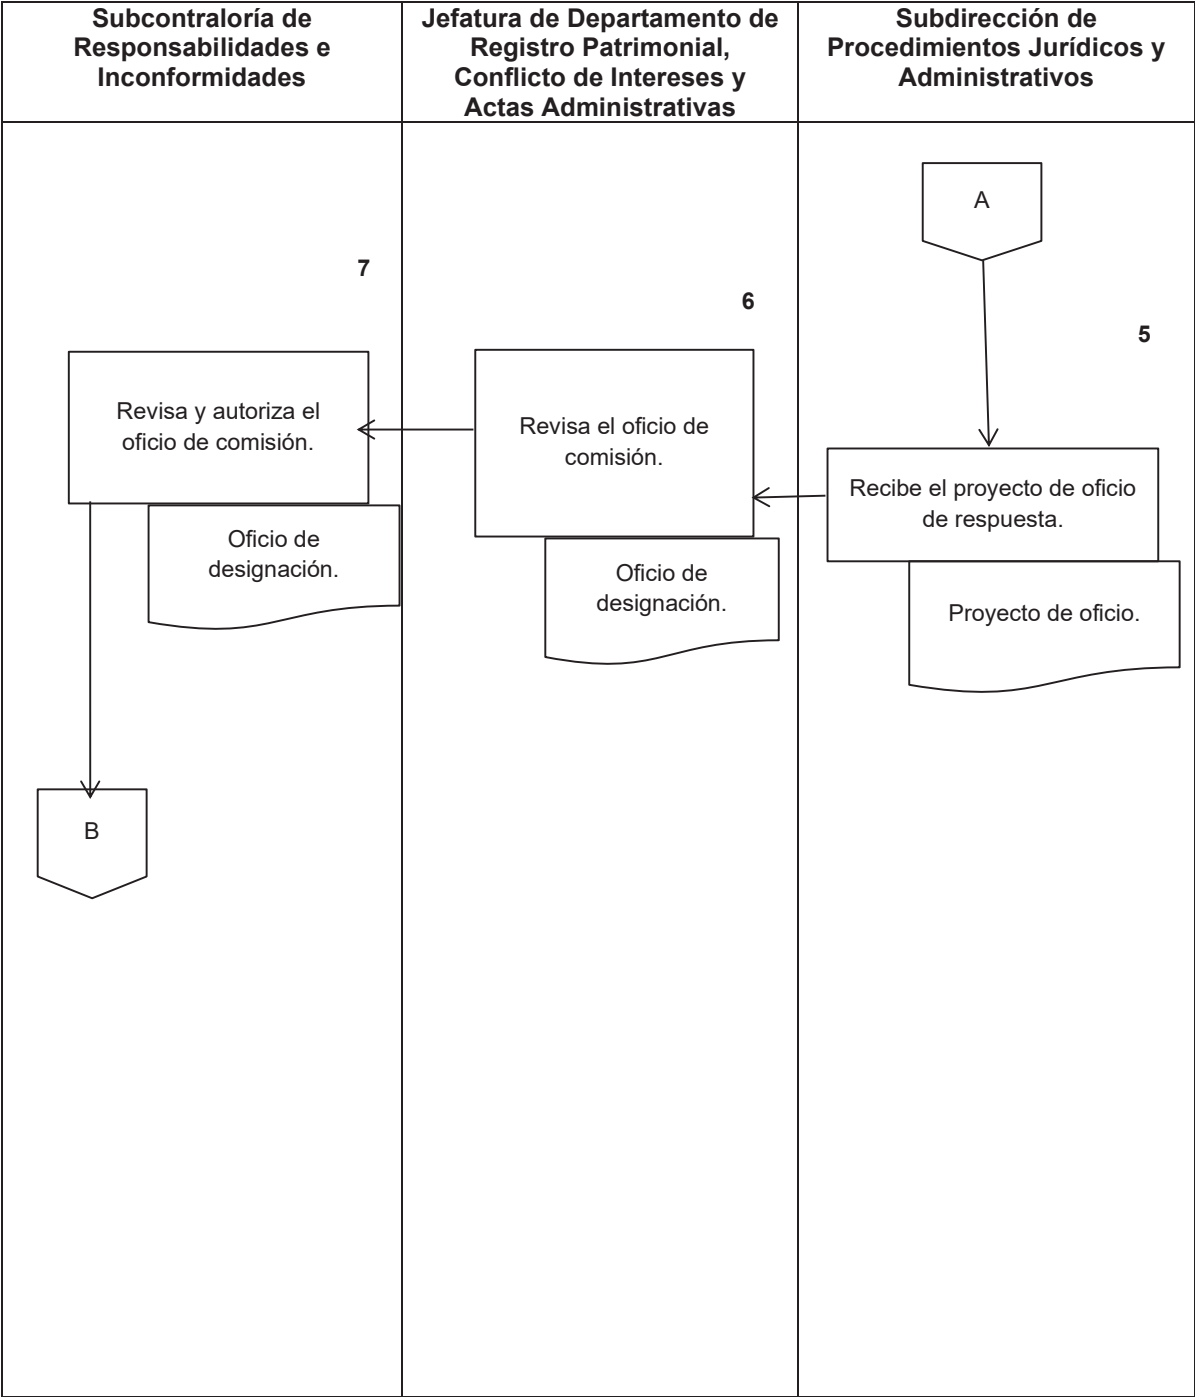 Subcontraloría de
Responsabilidades e
Inconformidades
Jefatura de Departamento de
Registro Patrimonial,
Conflicto de Intereses y
Actas Administrativas
Subdirección de
Procedimientos Jurídicos y
Administrativos
A
5
Recibe el proyecto de oficio
de respuesta.
Proyecto de oficio.
6
Revisa el oficio de
comisión.
Oficio de
designación.
7
Revisa y autoriza el
oficio de comisión.
Oficio de
designación.
B